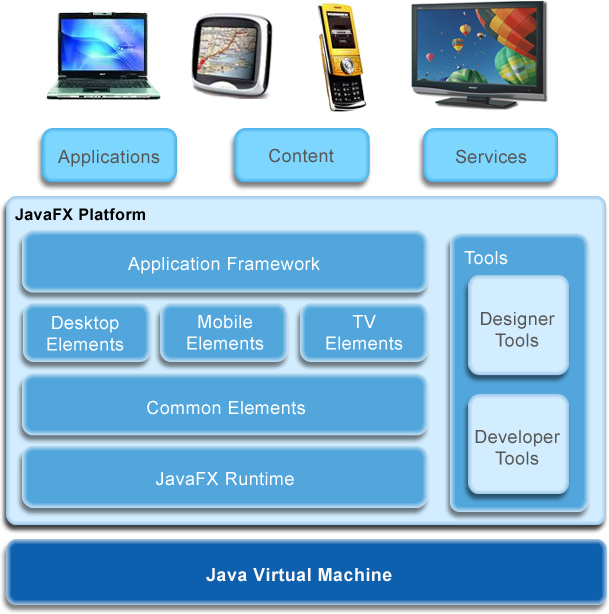 Applications
Content
Services
JavaFX Platform
Application Framework
Desktop
Elements
Mobile
Elements
TV
Elements
Common Elements
JavaFX Runtime
Tools
Designer
Tools
Developer
Tools
Java Virtual Machine